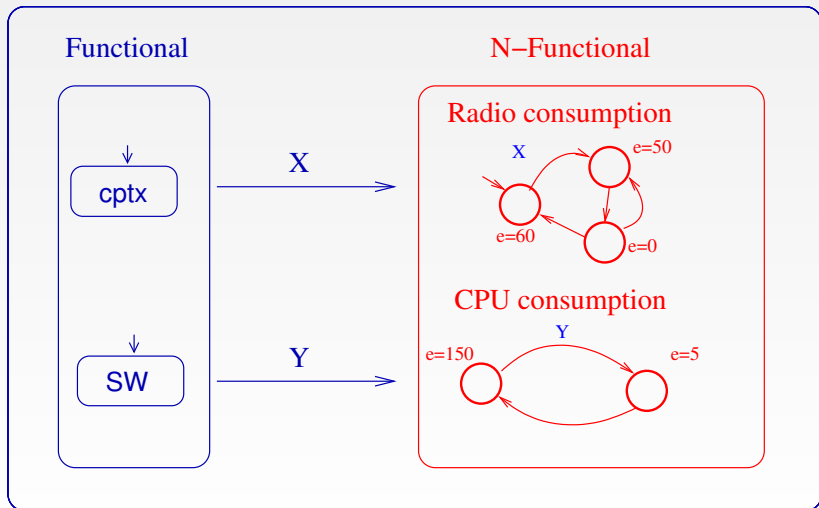 Functional
N−Functional
Radio consumption
X
e=50
cptx
X
e=60
e=0
CPU consumption
Y
e=150
e=5
SW
Y